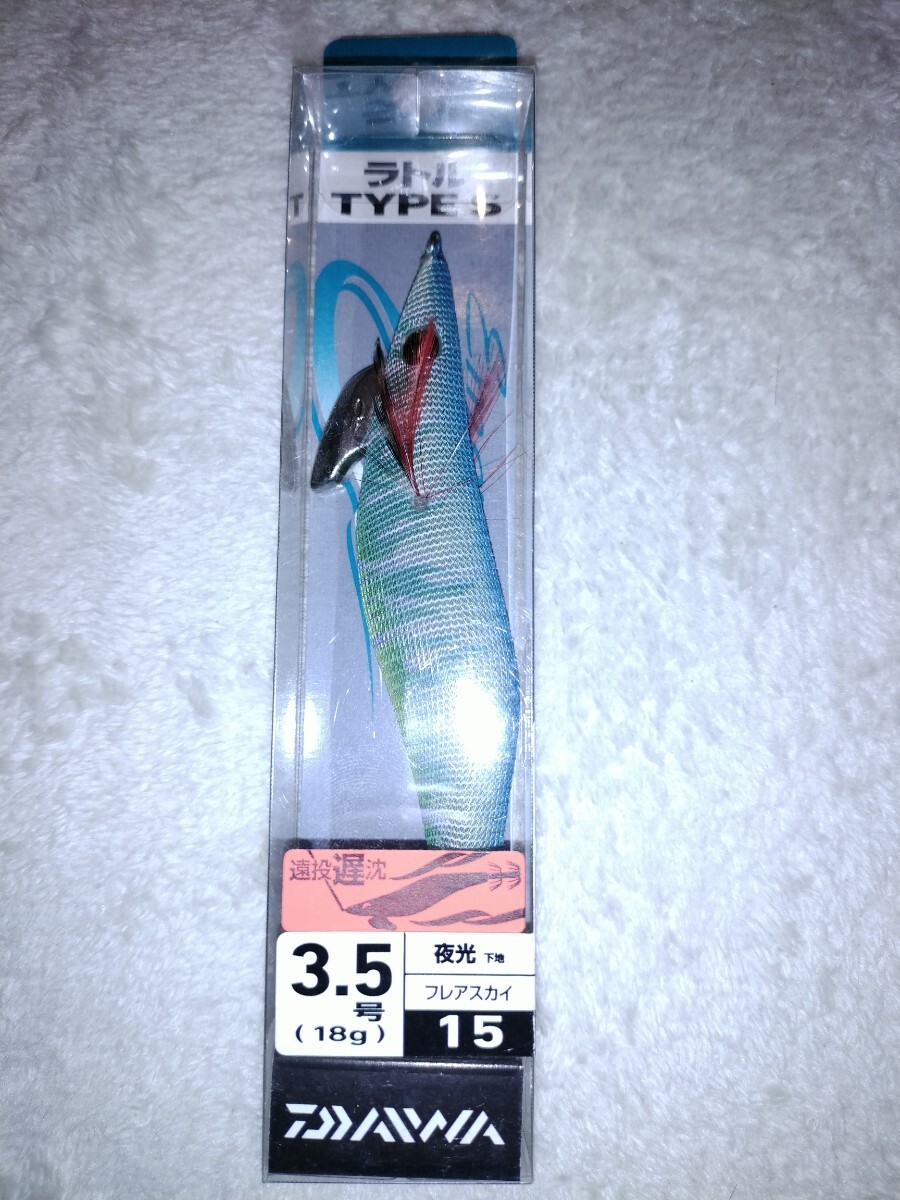 ラトル
T TYPE S
遠投遅沈
3.5
号
(18g)
夜光 下地
フレアスカイ
15
DAIWA